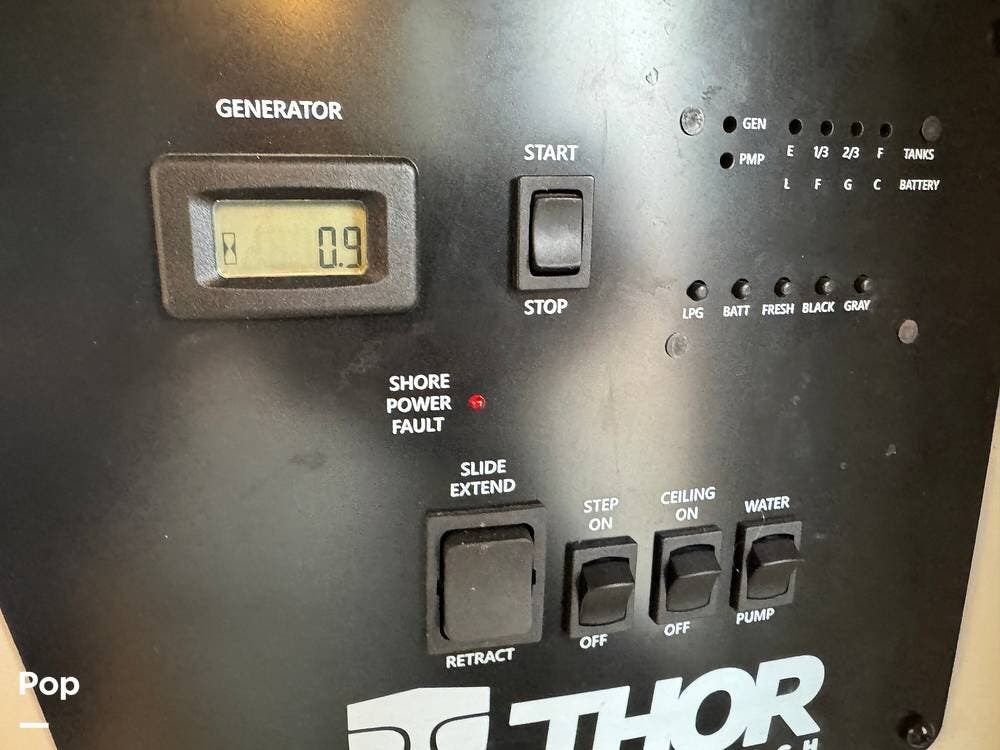 GENERATOR
0.9
START
STOP
GEN
PMP
E 1/3 2/3 F TANKS
L F G C BATTERY
LPG BATT FRESH BLACK GRAY
SHORE
POWER
FAULT
SLIDE
EXTEND
RETRACT
STEP
ON
OFF
CEILING
ON
OFF
WATER
PUMP
THOR
Pop